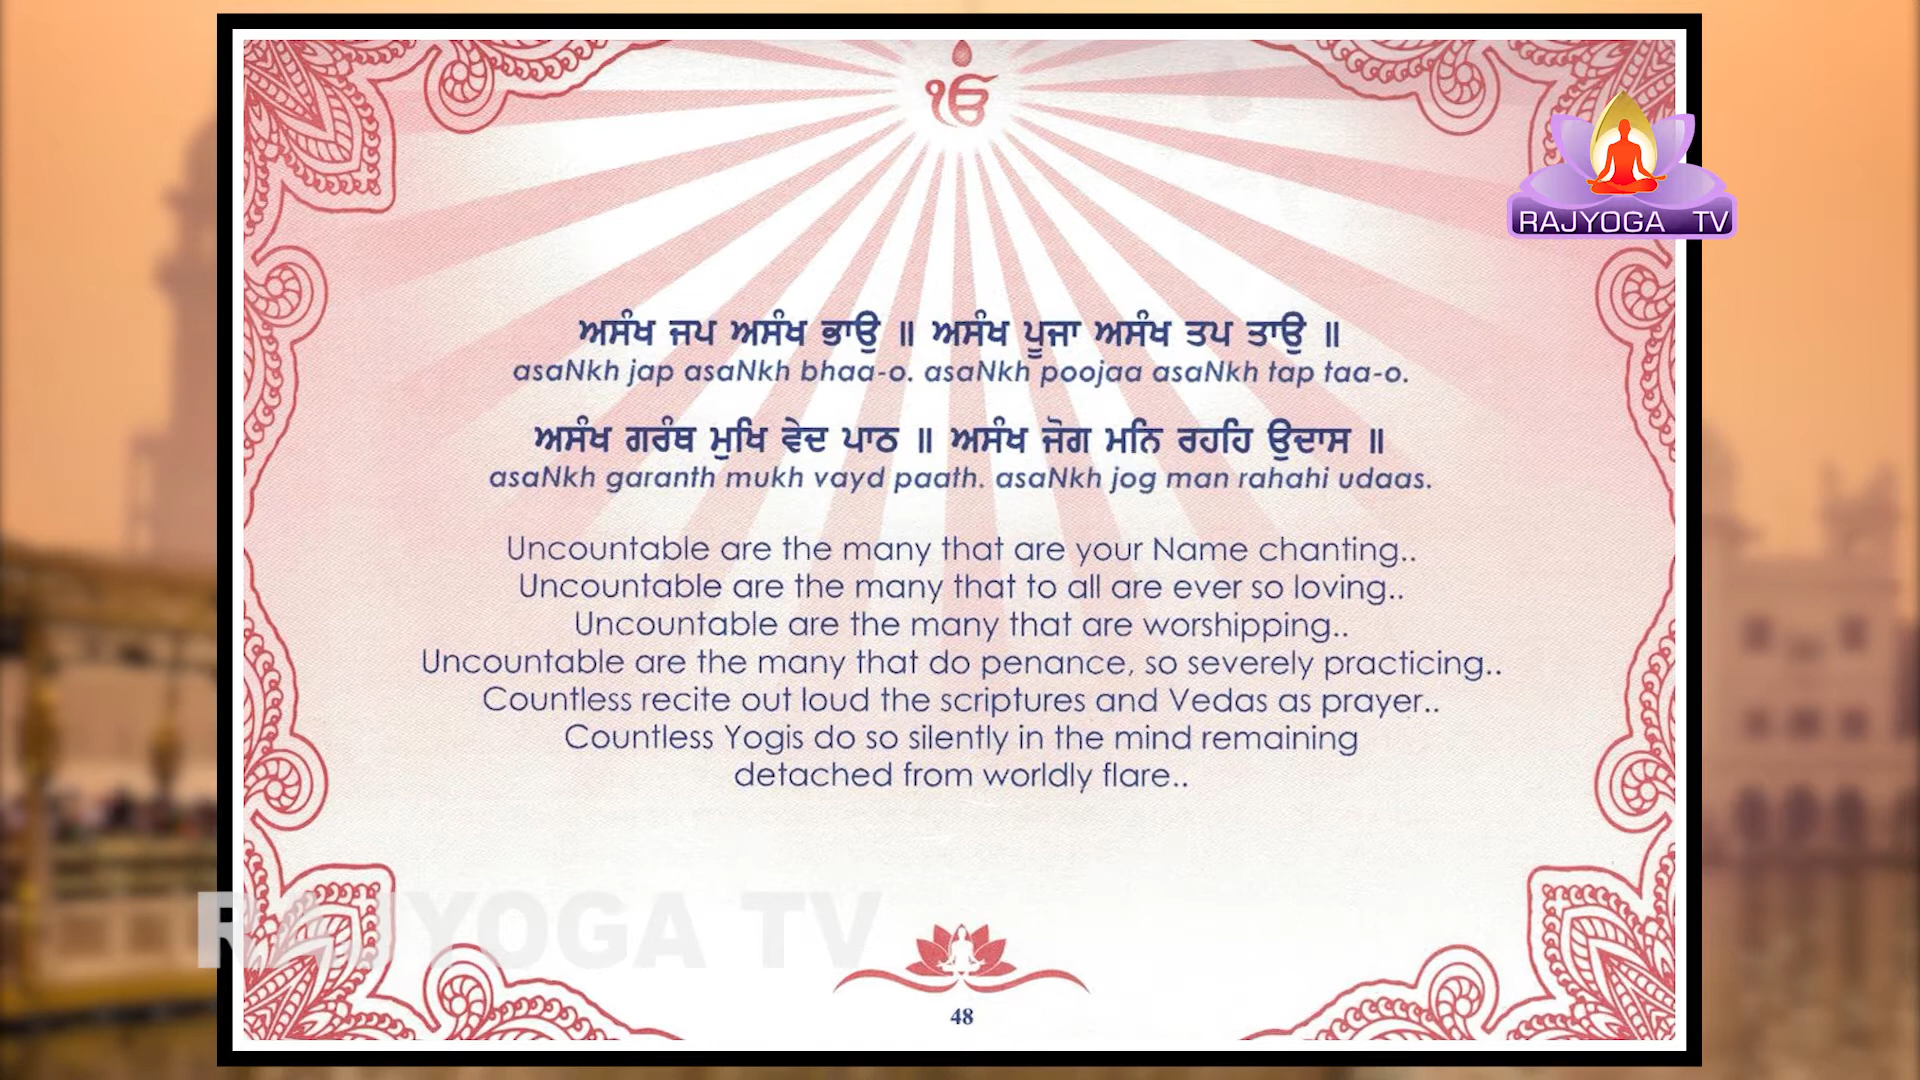 ੴ
RAJYOGA TV
ਅਸੰਖ ਜਪ ਅਸੰਖ ਭਾਉ ॥ ਅਸੰਖ ਪੂਜਾ ਅਸੰਖ ਤਪ ਤਾਉ ॥
asaNkh jap asaNkh bhaa-o. asaNkh poojaa asaNkh tap taa-o.
ਅਸੰਖ ਗਰੰਥ ਮੁਖਿ ਵੇਦ ਪਾਠ ॥ ਅਸੰਖ ਜੋਗ ਮਨਿ ਰਹਹਿ ਉਦਾਸ ॥
asaNkh garanth mukh vayd paath. asaNkh jog man rahahi udaas.
Uncountable are the many that are your Name chanting..
Uncountable are the many that to all are ever so loving..
Uncountable are the many that are worshipping..
Uncountable are the many that do penance, so severely practicing..
Countless recite out loud the scriptures and Vedas as prayer..
Countless Yogis do so silently in the mind remaining
detached from worldly flare..
RAJYOGA TV
48